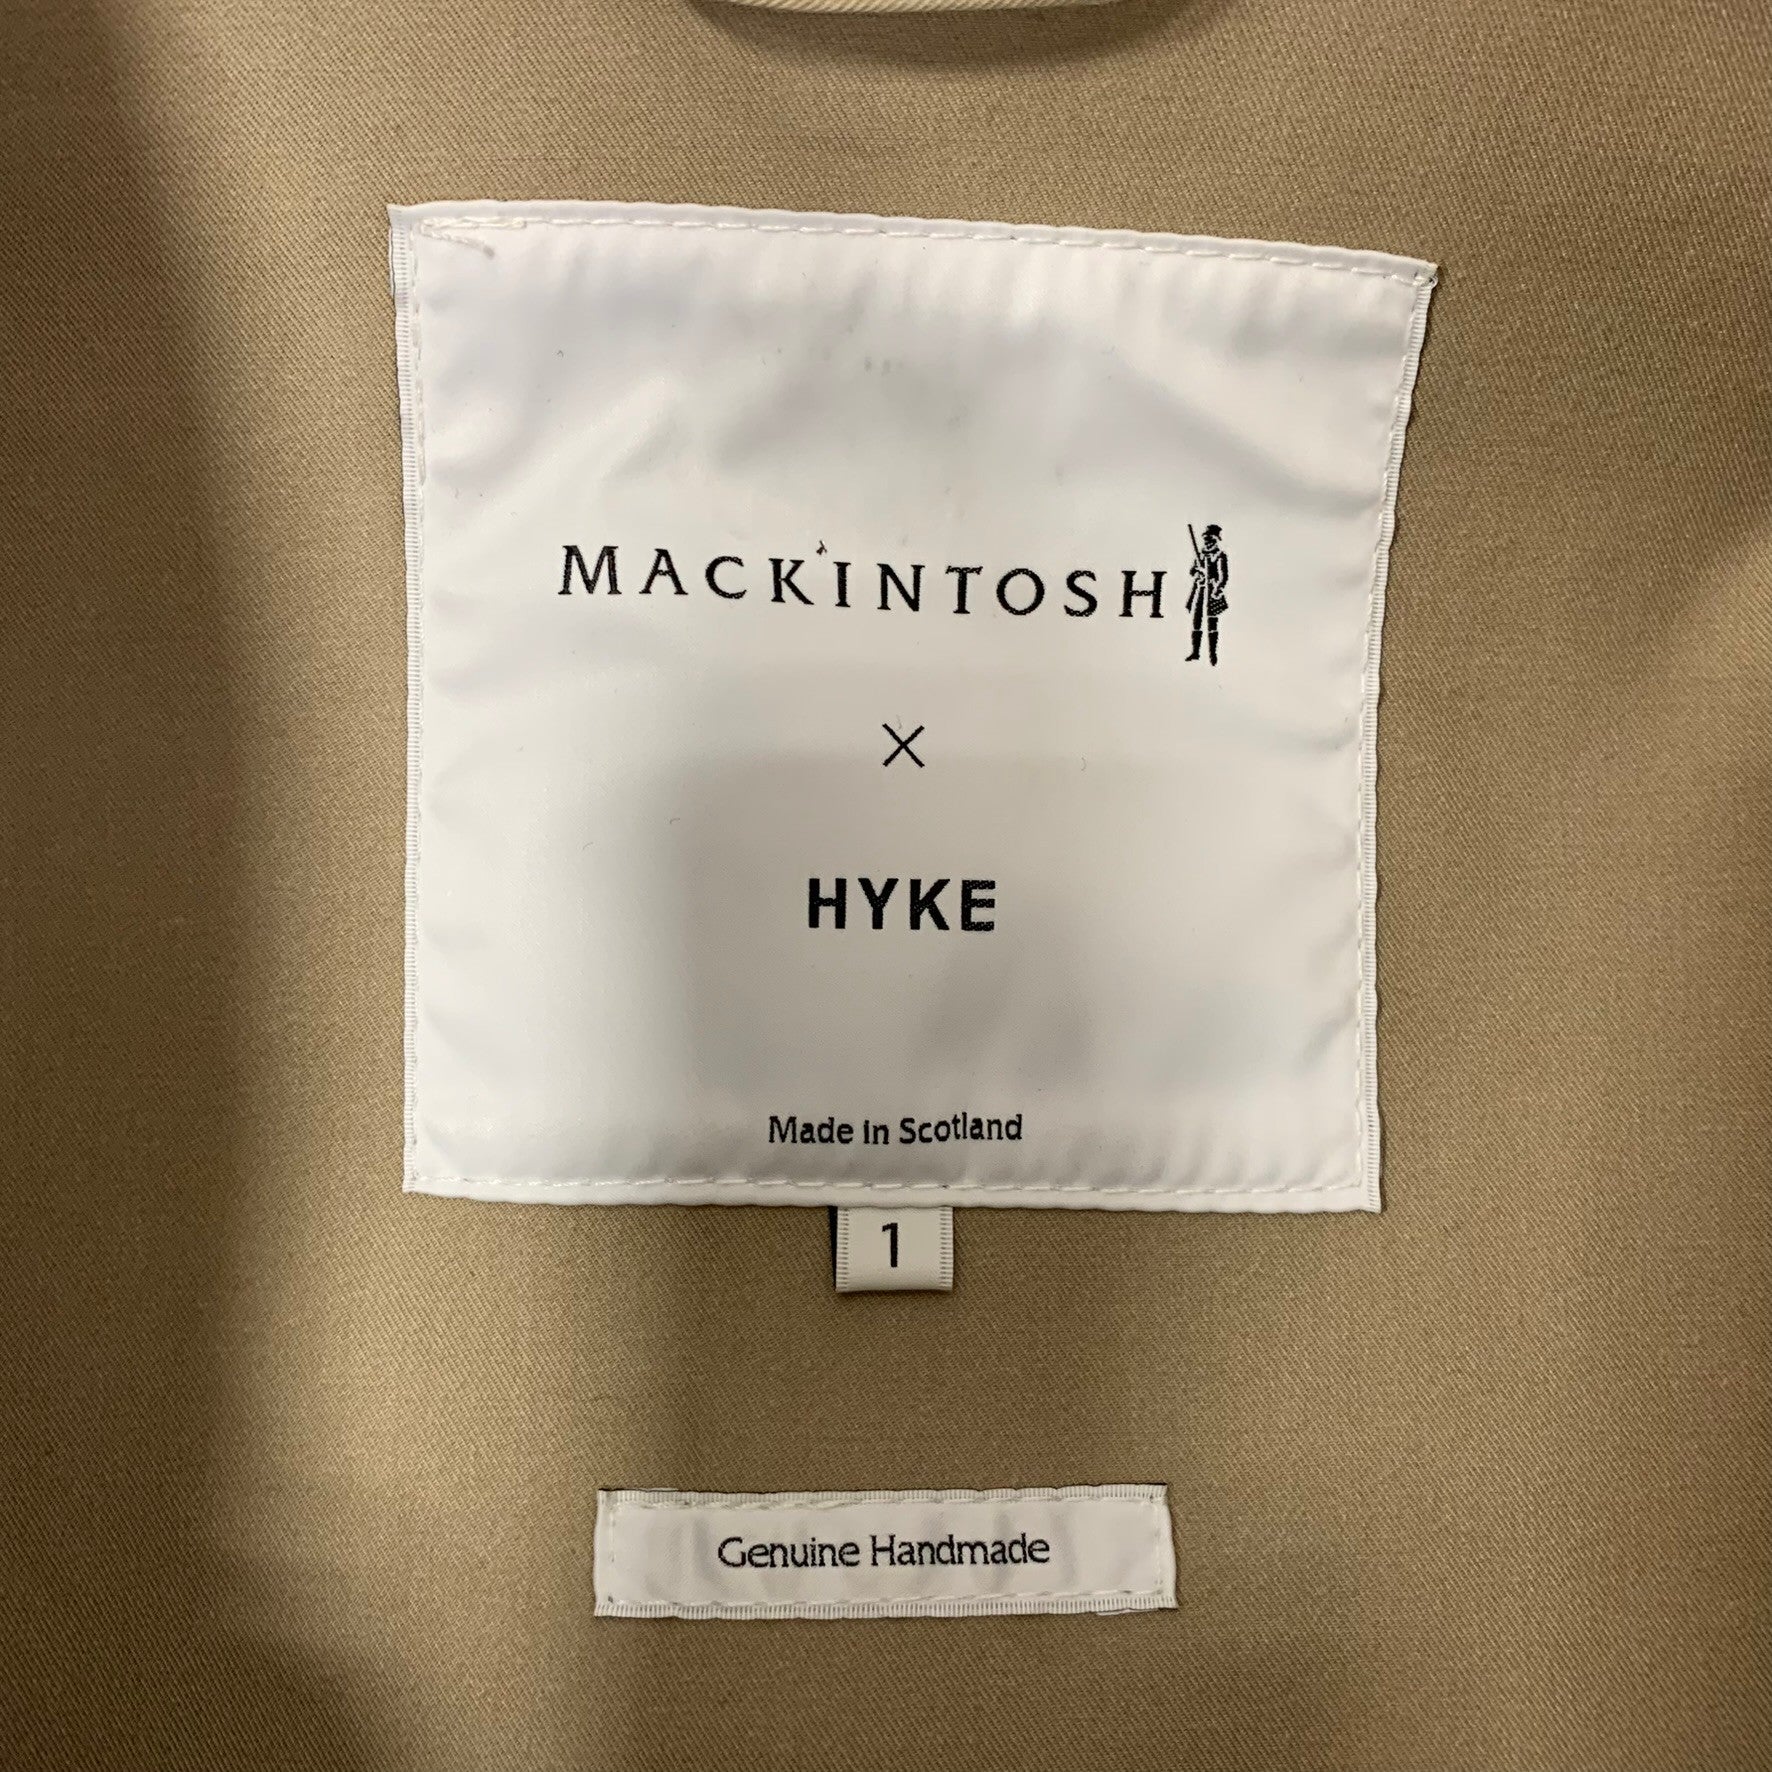 MACKINTOSH
×
HYKE
Made in Scotland
1
Genuine Handmade